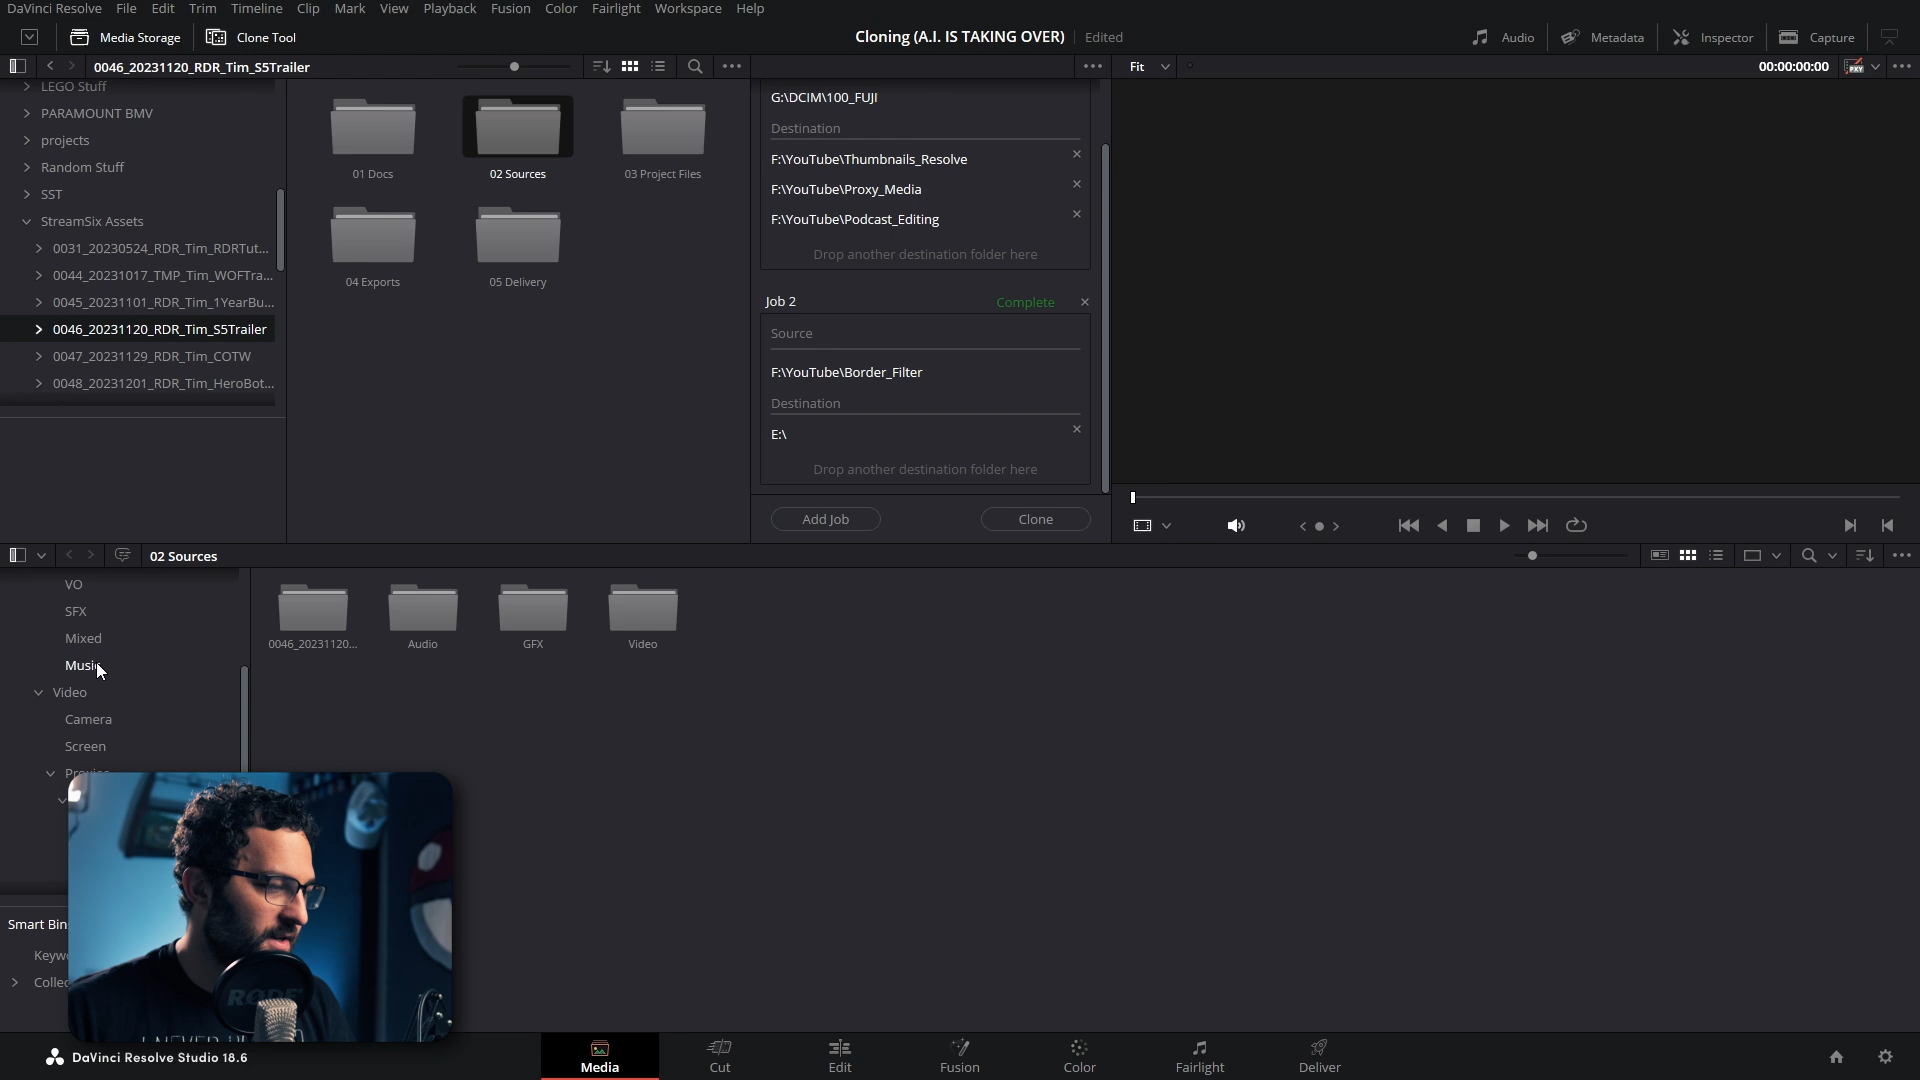 DaVinci Resolve File Edit Trim Timeline Clip Mark View Playback Fusion Color Fairlight Workspace Help
Media Storage Clone Tool Cloning (A.I. IS TAKING OVER) Edited Audio Metadata Inspector Capture
0046_20231120_RDR_Tim_S5Trailer Fit 00:00:00:00
LEGO Stuff
PARAMOUNT BMV
projects
Random Stuff
SST
StreamSix Assets
0031_20230524_RDR_Tim_RDRTut...
0044_20231017_TMP_Tim_WOFTra...
0045_20231101_RDR_Tim_1YearBu...
0046_20231120_RDR_Tim_S5Trailer
0047_20231129_RDR_Tim_COTW
0048_20231201_RDR_Tim_HeroBot...
01 Docs 02 Sources 03 Project Files
04 Exports 05 Delivery
G:\DCIM\100_FUJI
Destination
F:\YouTube\Thumbnails_Resolve
F:\YouTube\Proxy_Media
F:\YouTube\Podcast_Editing
Drop another destination folder here
Job 2 Complete
Source
F:\YouTube\Border_Filter
Destination
E:\
Drop another destination folder here
Add Job Clone
02 Sources
VO
SFX
Mixed
Music
Video
Camera
Screen
0046_20231120... Audio GFX Video
Smart Bin
Keyw
Collec
RODE
DaVinci Resolve Studio 18.6
Media Cut Edit Fusion Color Fairlight Deliver